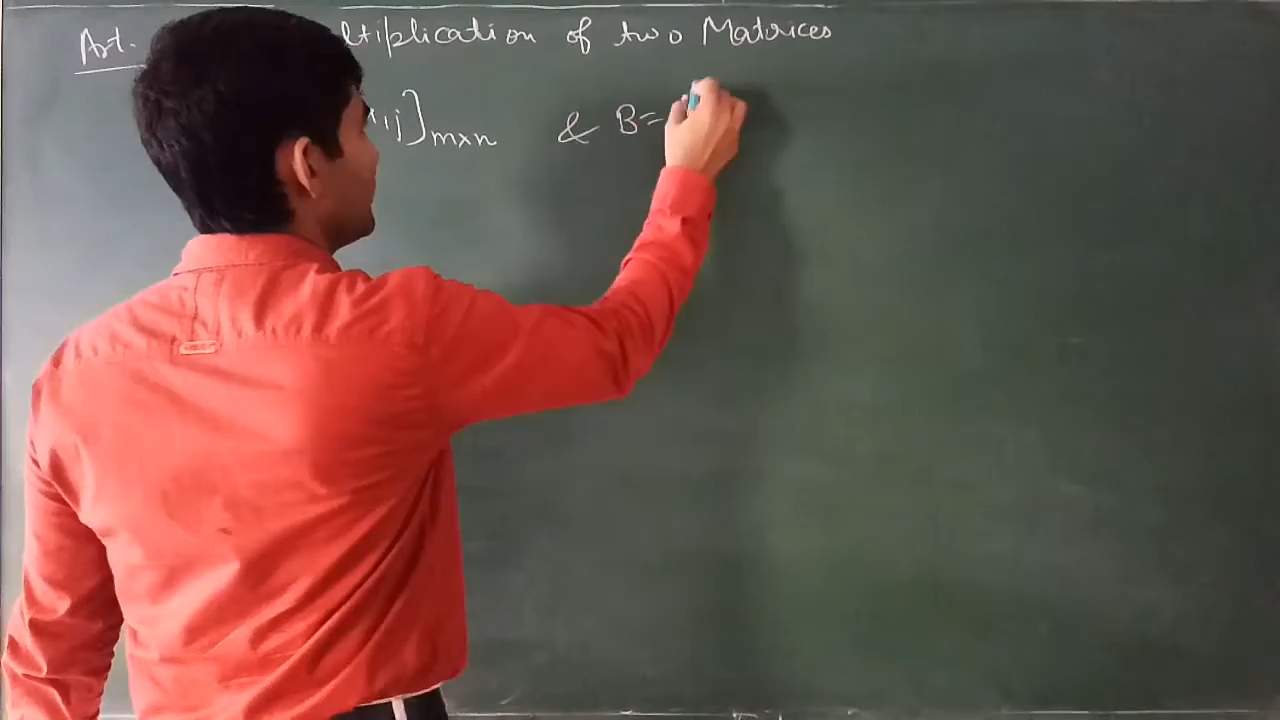 Art. ltiplication of two Matrices
ij]mxn & B=